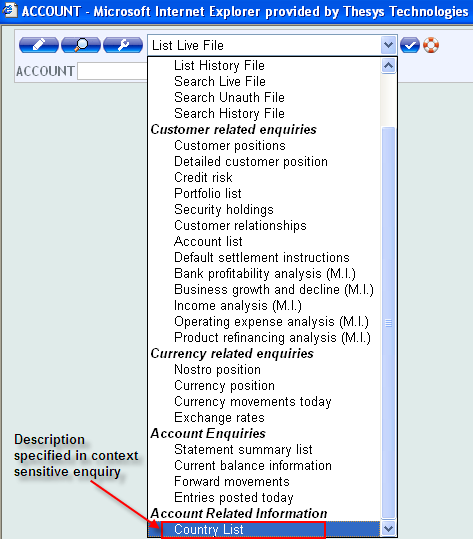 ACCOUNT - Microsoft Internet Explorer provided by Thesys Technologies
List Live File
ACCOUNT
List History File
Search Live File
Search Unauth File
Search History File
Customer related enquiries
Customer positions
Detailed customer position
Credit risk
Portfolio list
Security holdings
Customer relationships
Account list
Default settlement instructions
Bank profitability analysis (M.I.)
Business growth and decline (M.I.)
Income analysis (M.I.)
Operating expense analysis (M.I.)
Product refinancing analysis (M.I.)
Currency related enquiries
Nostro position
Currency position
Currency movements today
Exchange rates
Account Enquiries
Statement summary list
Current balance information
Forward movements
Entries posted today
Account Related Information
Country List
Description
specified in context
sensitive enquiry